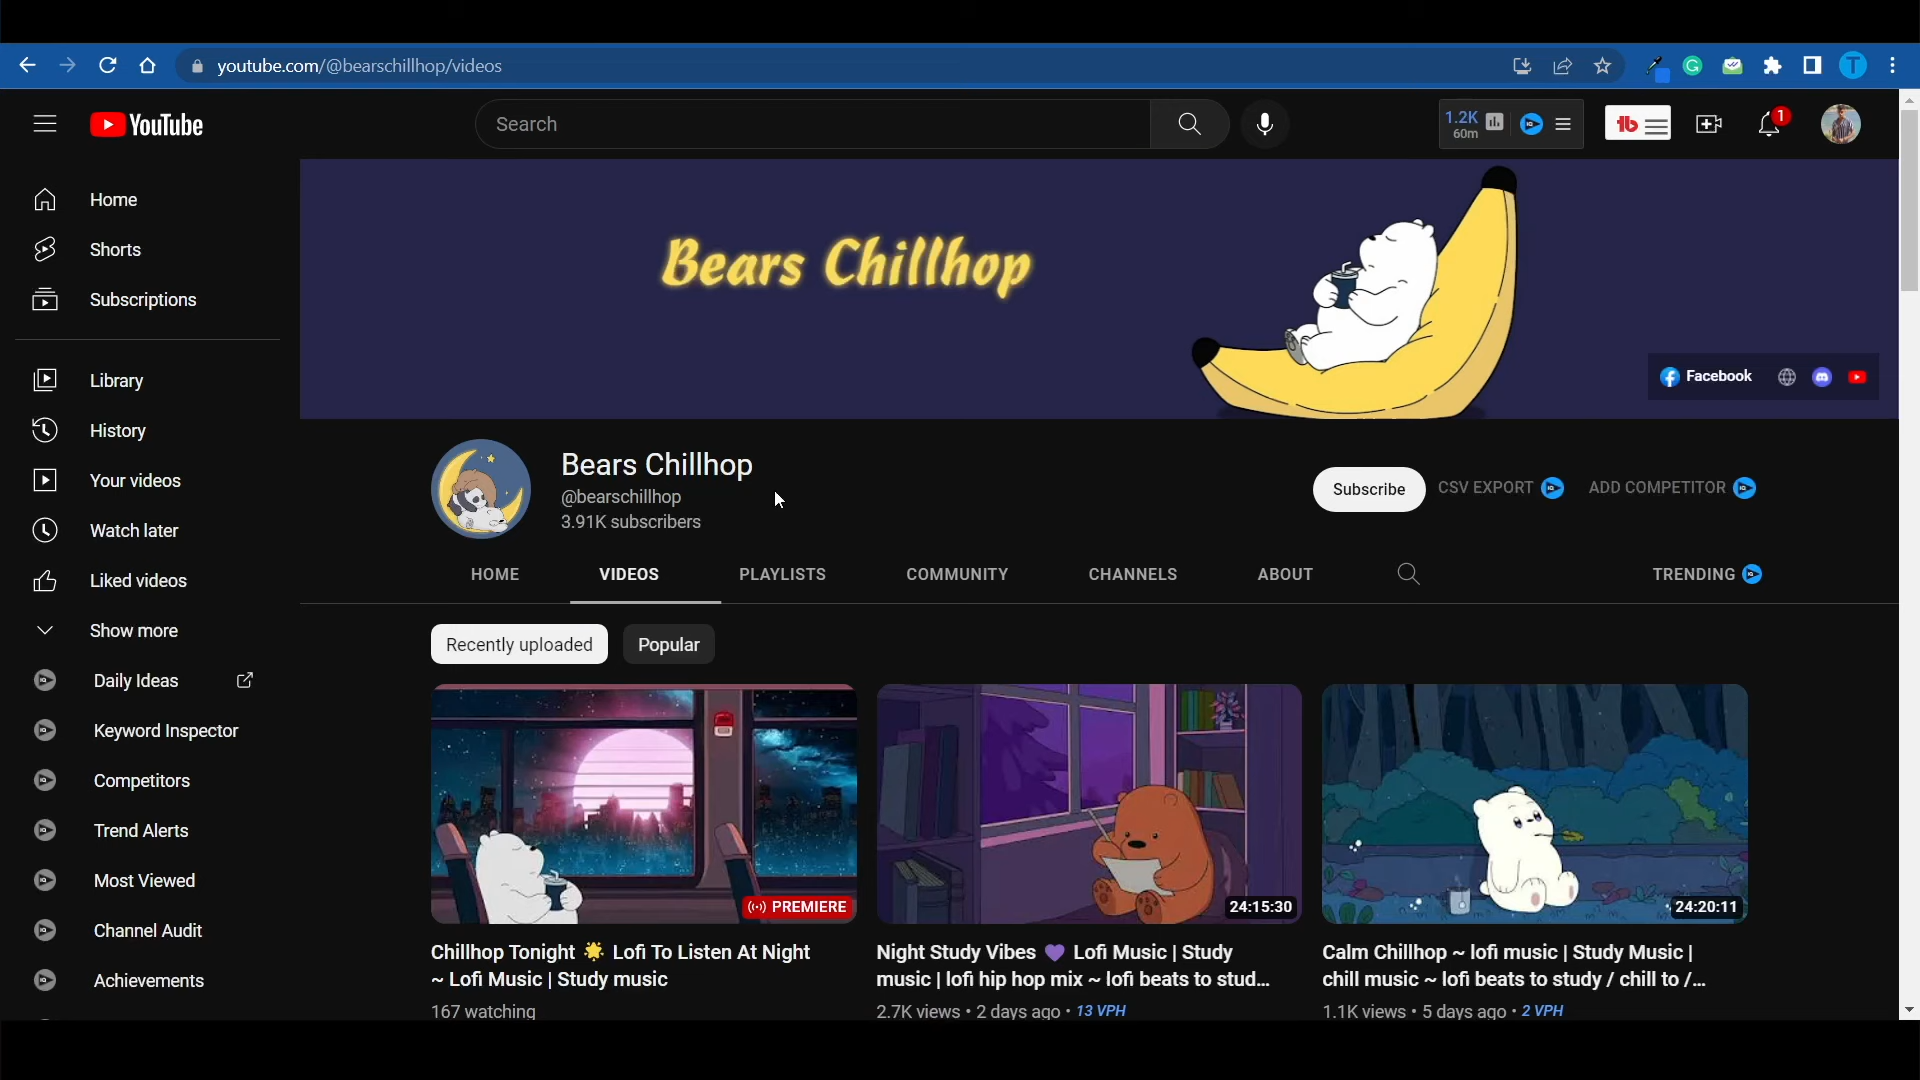 youtube.com/@bearschillhop/videos
T
YouTube
Search
1.2K
60m
tb
1
Home
Shorts
Subscriptions
Library
History
Your videos
Watch later
Liked videos
Show more
Daily Ideas
Keyword Inspector
Competitors
Trend Alerts
Most Viewed
Channel Audit
Achievements
Bears Chillhop
Facebook
Bears Chillhop
@bearschillhop
3.91K subscribers
Subscribe
CSV EXPORT
ADD COMPETITOR
HOME
VIDEOS
PLAYLISTS
COMMUNITY
CHANNELS
ABOUT
TRENDING
Recently uploaded
Popular
PREMIERE
24:15:30
24:20:11
Chillhop Tonight 🌟 Lofi To Listen At Night
~ Lofi Music | Study music
167 watching
Night Study Vibes 💜 Lofi Music | Study
music | lofi hip hop mix ~ lofi beats to stud...
2.7K views • 2 days ago • 13 VPH
Calm Chillhop ~ lofi music | Study Music |
chill music ~ lofi beats to study / chill to /...
1.1K views • 5 days ago • 2 VPH